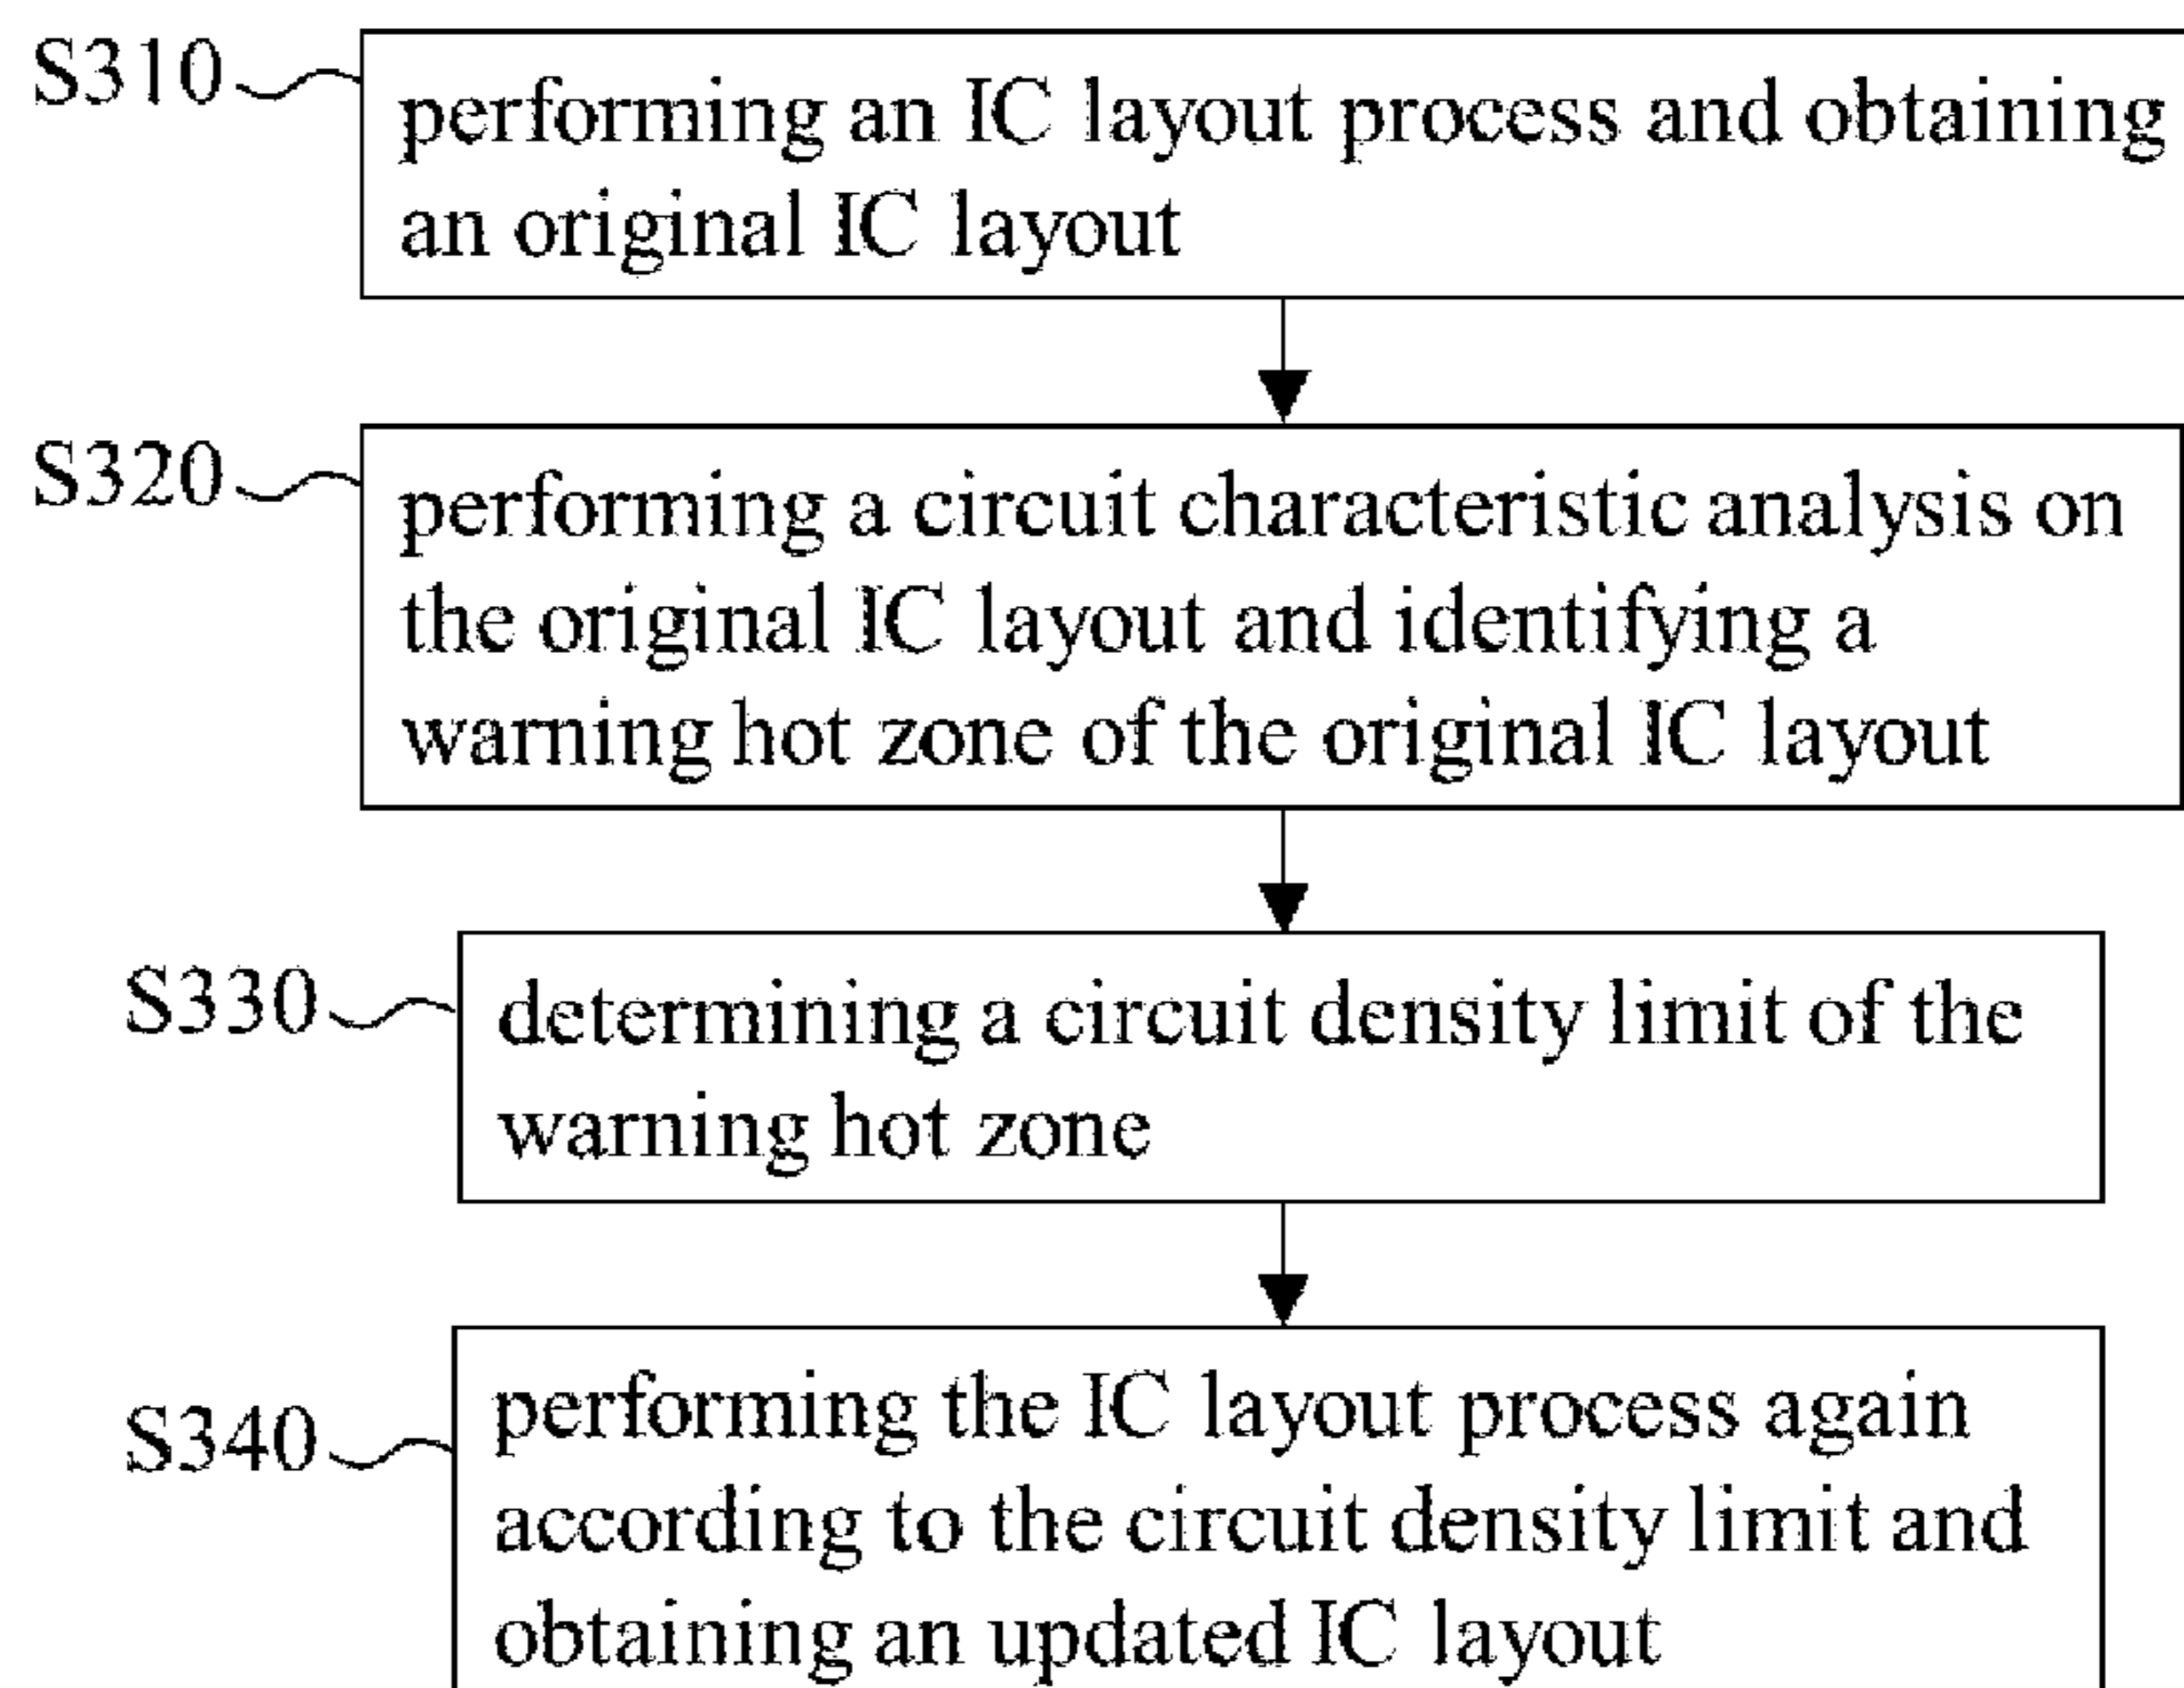 S310
performing an IC layout process and obtaining
an original IC layout
S320
performing a circuit characteristic analysis on
the original IC layout and identifying a
warning hot zone of the original IC layout
S330
determining a circuit density limit of the
warning hot zone
S340
performing the IC layout process again
according to the circuit density limit and
obtaining an updated IC layout